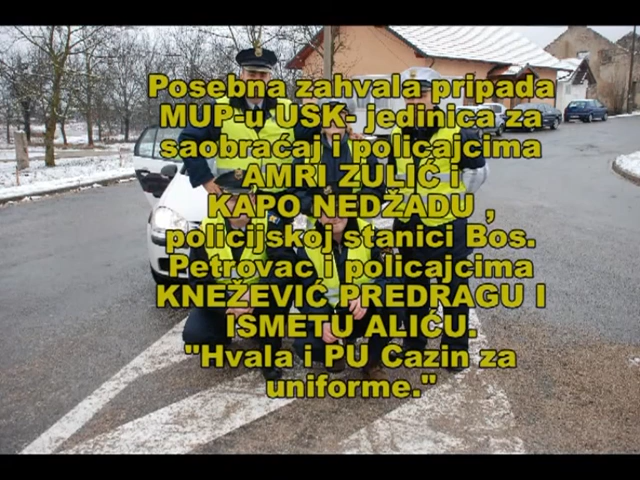 Posebna zahvala pripada
MUP-u USK- jedinica za
saobraćaj i policajcima
AMRI ZULIĆ i
KAPO NEDŽADU ,
policijskoj stanici Bos.
Petrovac i policajcima
KNEŽEVIĆ PREDRAGU I
ISMETU ALIĆU.
"Hvala i PU Cazin za
uniforme."